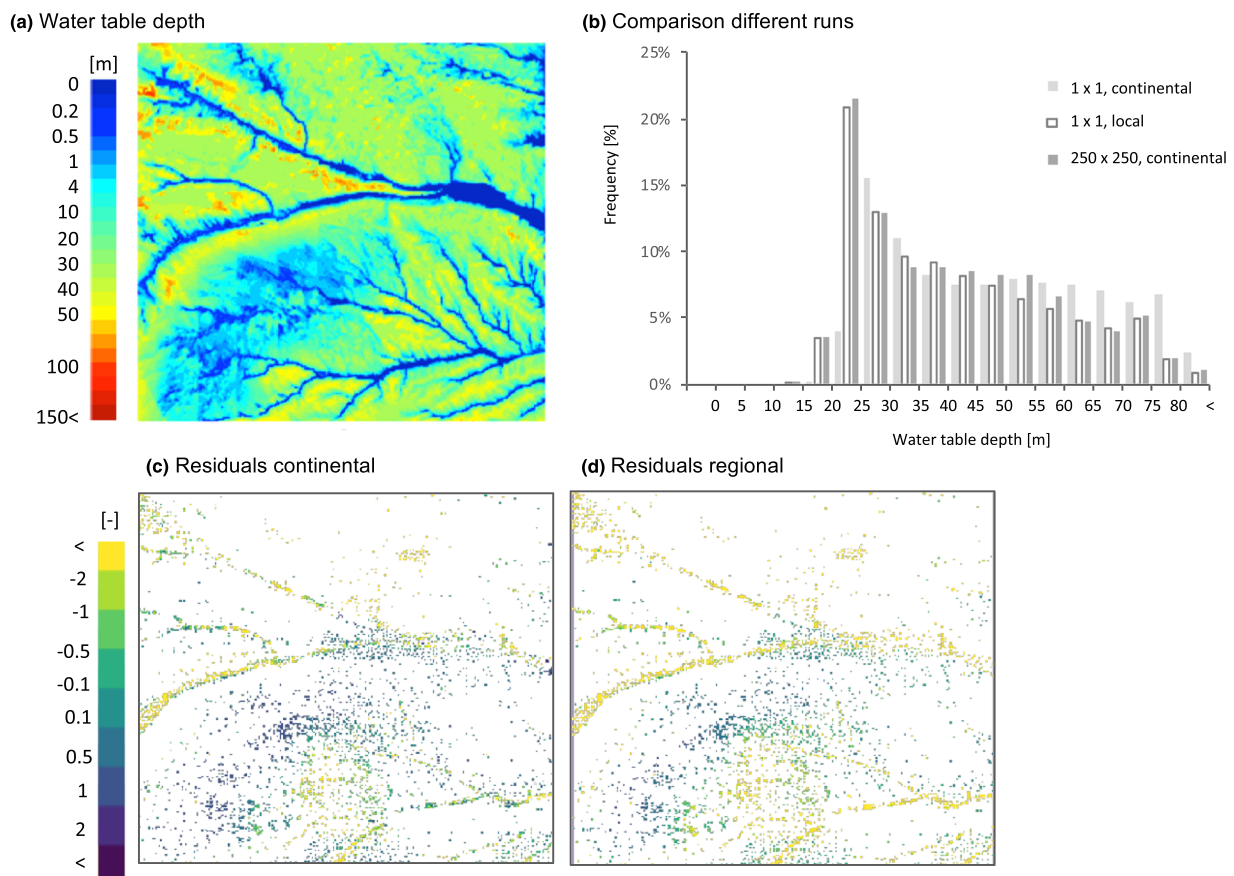 (a) Water table depth
[m]
0
0.2
0.5
1
4
10
20
30
40
50
100
150<
(b) Comparison different runs
25%
20%
15%
10%
5%
0%
Frequency [%]
1 x 1, continental
1 x 1, local
250 x 250, continental
0 5 10 15 20 25 30 35 40 45 50 55 60 65 70 75 80 <
Water table depth [m]
(c) Residuals continental
[-]
<
-2
-1
-0.5
-0.1
0.1
0.5
1
2
<
(d) Residuals regional